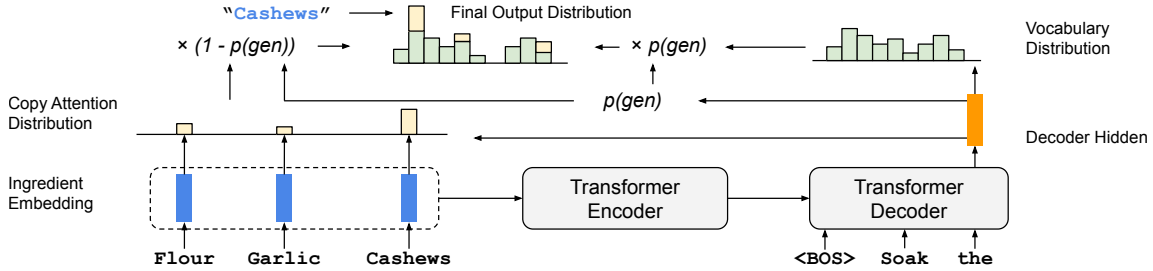 “Cashews”
Final Output Distribution
Vocabulary
Distribution
× (1 - p(gen))
× p(gen)
p(gen)
Copy Attention
Distribution
Decoder Hidden
Ingredient
Embedding
Transformer
Encoder
Transformer
Decoder
Flour Garlic Cashews
<BOS> Soak the